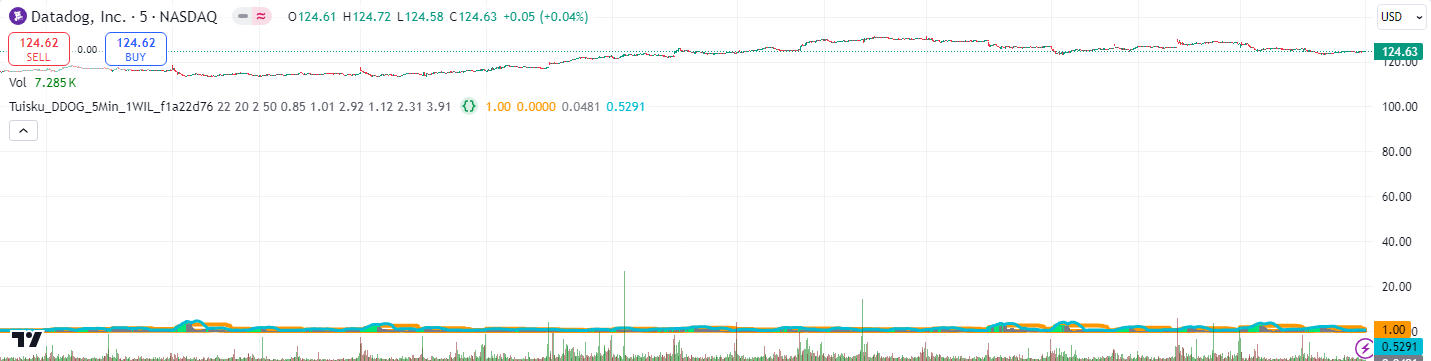 Datadog, Inc. · 5 · NASDAQ O124.61 H124.72 L124.58 C124.63 +0.05 (+0.04%)
USD
124.62 SELL
0.00
124.62 BUY
124.63
120.00
Vol 7.285 K
Tuisku_DDOG_5Min_1WIL_f1a22d76 22 20 2 50 0.85 1.01 2.92 1.12 2.31 3.91 {} 1.00 0.0000 0.0481 0.5291
100.00
80.00
60.00
40.00
20.00
1.00
0.5291